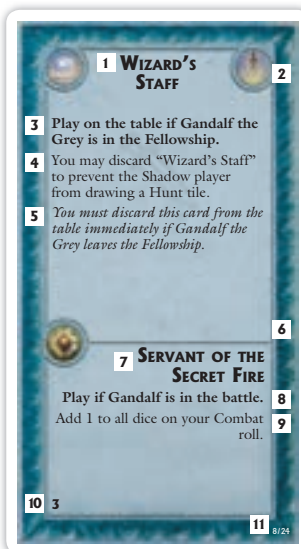 1 WIZARD'S
STAFF 2
3 Play on the table if Gandalf the
Grey is in the Fellowship.
4 You may discard “Wizard's Staff”
to prevent the Shadow player
from drawing a Hunt tile.
5 You must discard this card from the
table immediately if Gandalf the
Grey leaves the Fellowship.
6
7 SERVANT OF THE
SECRET FIRE
Play if Gandalf is in the battle. 8
Add 1 to all dice on your Combat 9
roll.
10 3
11 8/24